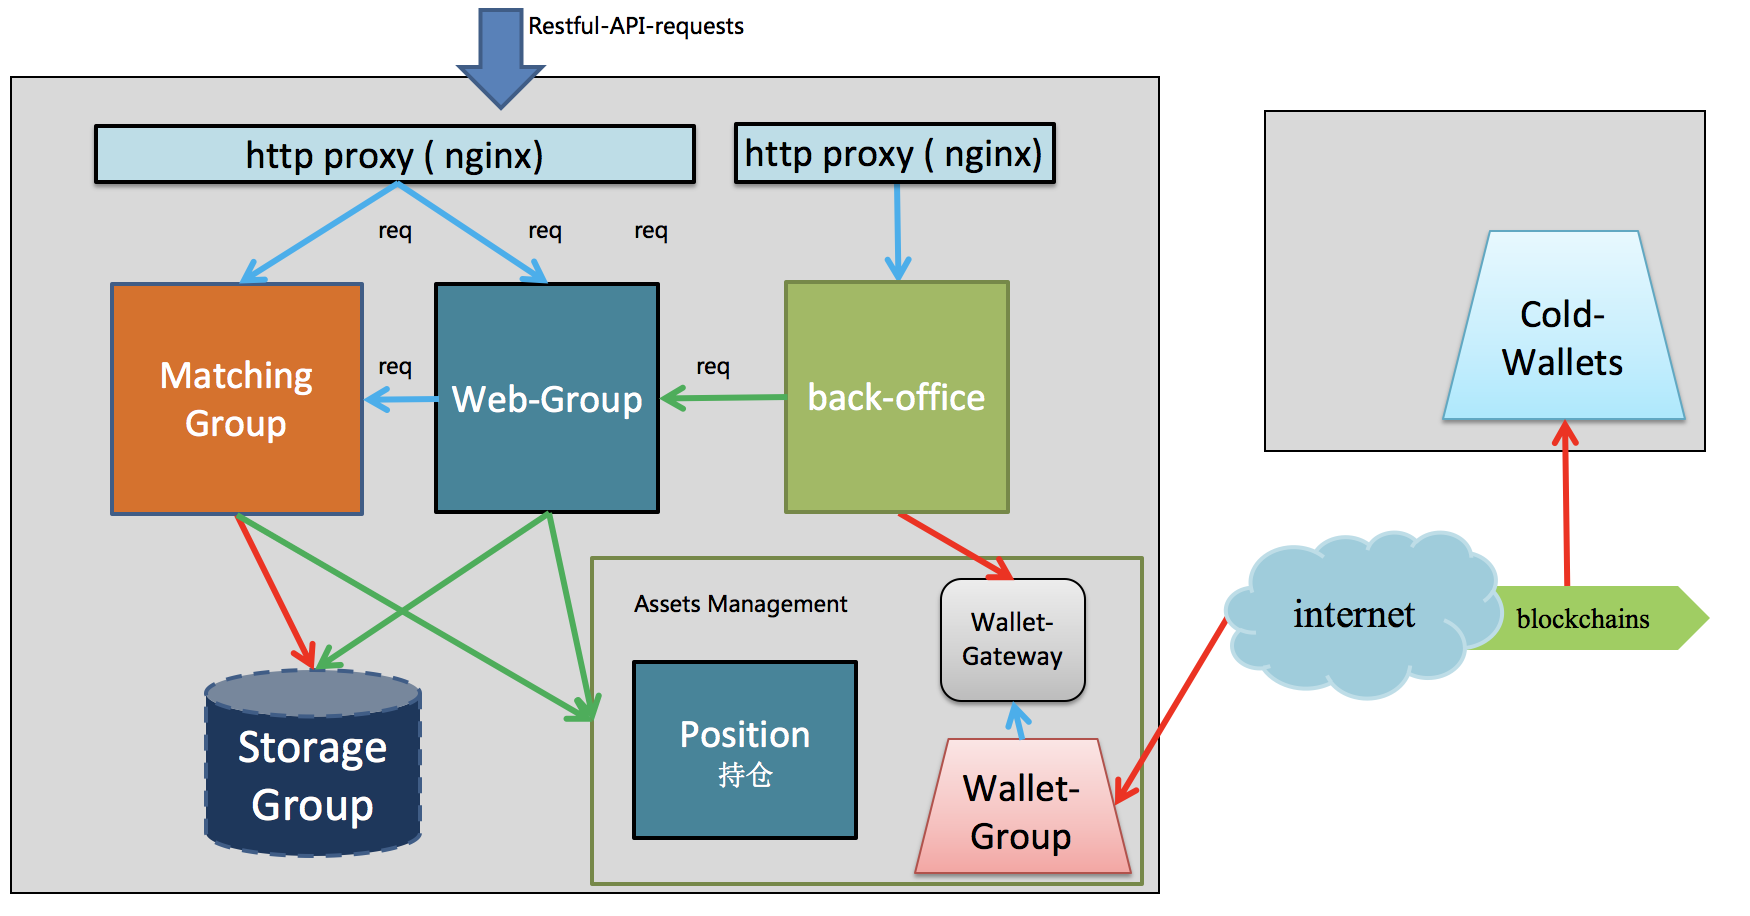 Restful-API-requests
http proxy ( nginx)
http proxy ( nginx)
req
req
req
Matching
Group
req
Web-Group
req
back-office
Cold-
Wallets
Assets Management
Wallet-
Gateway
internet
blockchains
Storage
Group
Position
持仓
Wallet-
Group